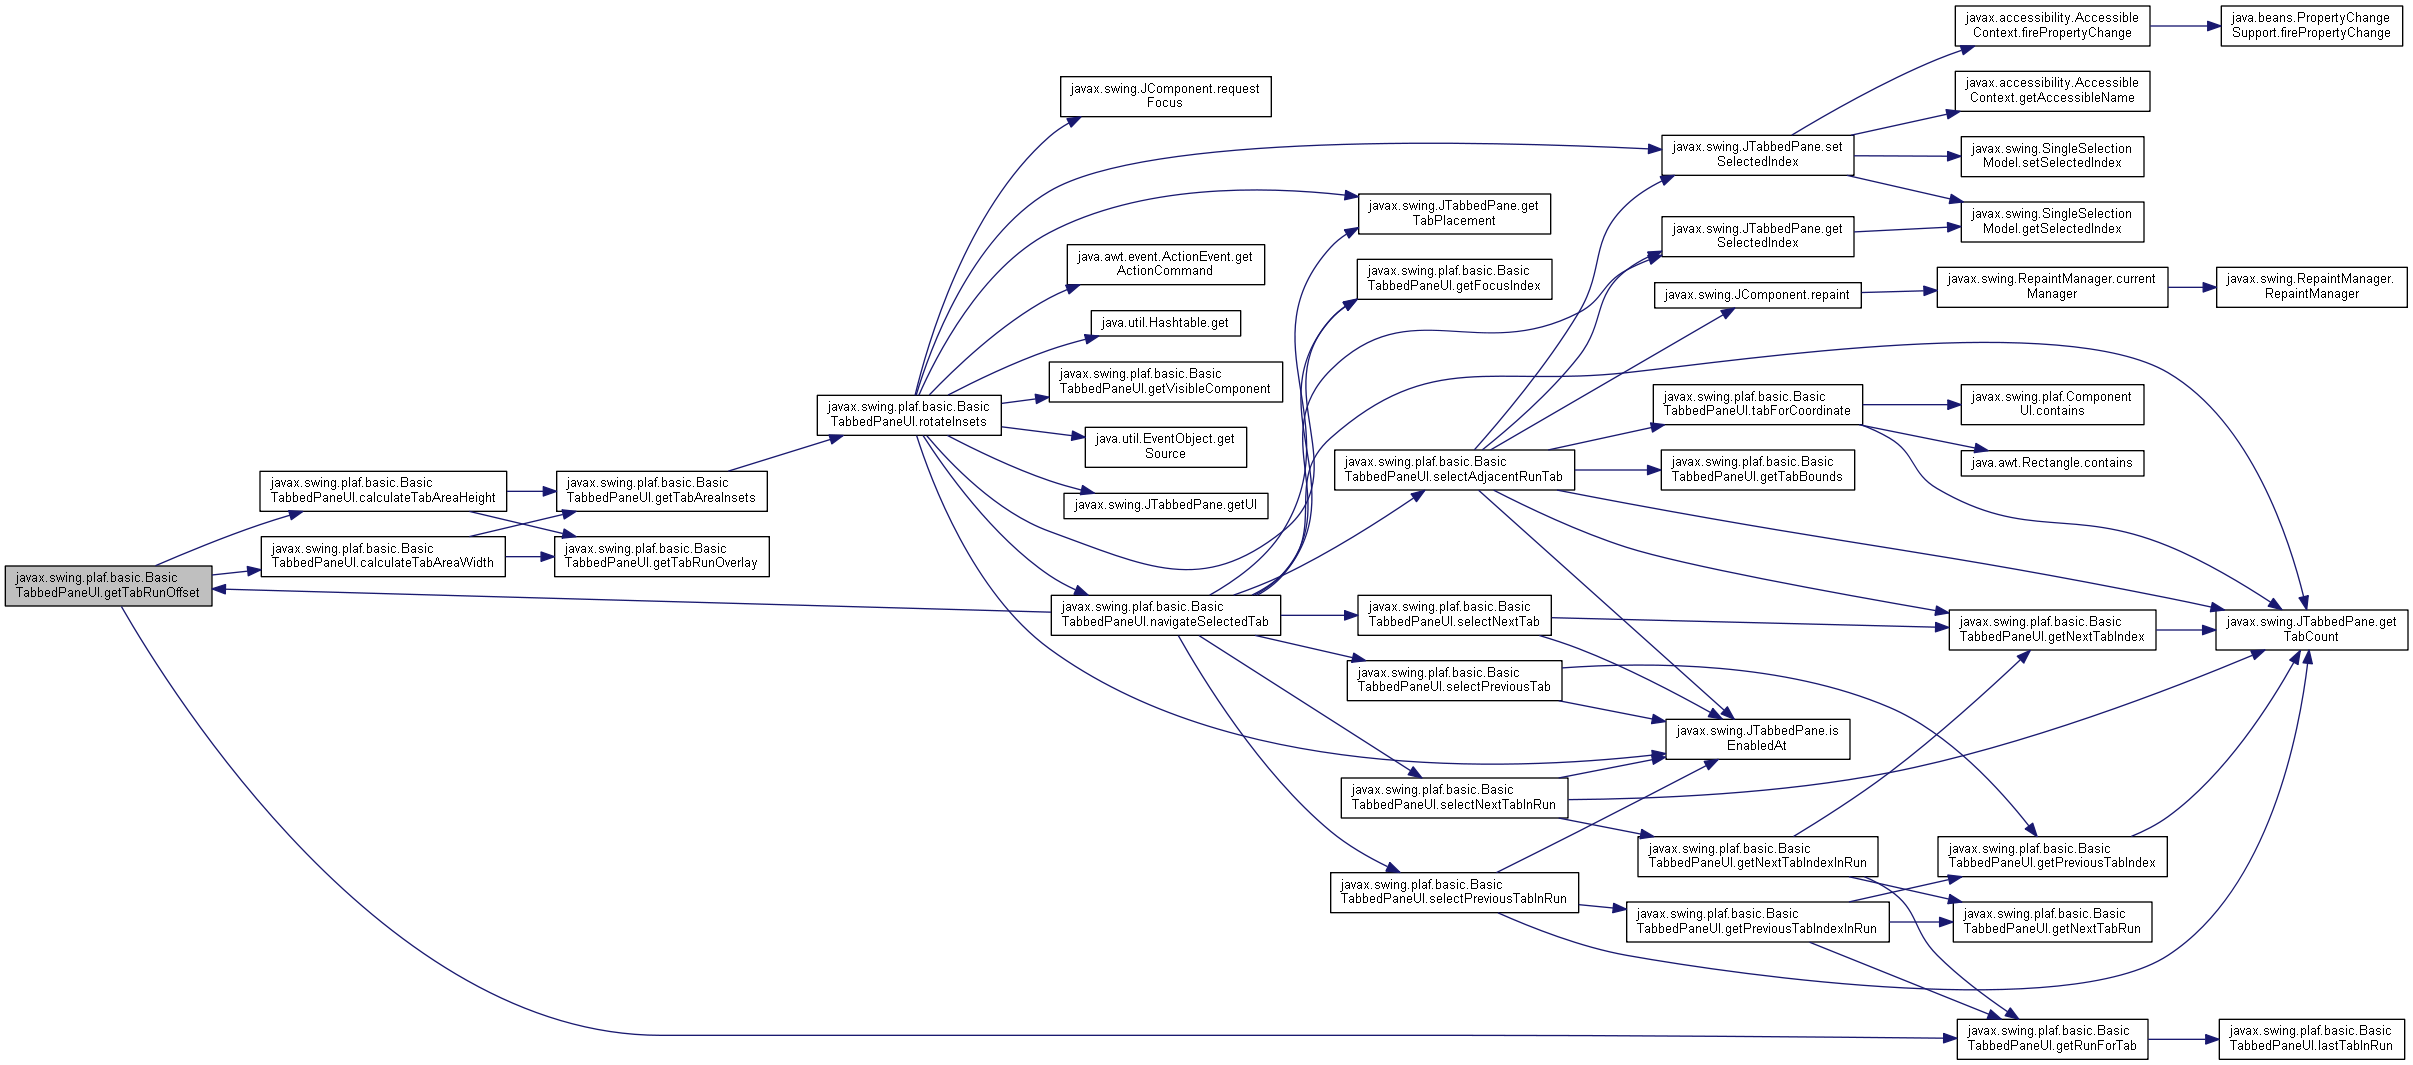 javax.accessibility.Accessible
Context.firePropertyChange
java.beans.PropertyChange
Support.firePropertyChange
javax.swing.JComponent.request
Focus
javax.accessibility.Accessible
Context.getAccessibleName
javax.swing.JTabbedPane.set
SelectedIndex
javax.swing.SingleSelection
Model.setSelectedIndex
javax.swing.JTabbedPane.get
TabPlacement
javax.swing.SingleSelection
Model.getSelectedIndex
javax.swing.JTabbedPane.get
SelectedIndex
java.awt.event.ActionEvent.get
ActionCommand
javax.swing.plaf.basic.Basic
TabbedPaneUI.getFocusIndex
javax.swing.JComponent.repaint
javax.swing.RepaintManager.current
Manager
javax.swing.RepaintManager.
RepaintManager
java.util.Hashtable.get
javax.swing.plaf.basic.Basic
TabbedPaneUI.getVisibleComponent
javax.swing.plaf.basic.Basic
TabbedPaneUI.rotateInsets
javax.swing.plaf.basic.Basic
TabbedPaneUI.tabForCoordinate
javax.swing.plaf.Component
UI.contains
java.util.EventObject.get
Source
javax.swing.plaf.basic.Basic
TabbedPaneUI.selectAdjacentRunTab
javax.swing.plaf.basic.Basic
TabbedPaneUI.getTabBounds
java.awt.Rectangle.contains
javax.swing.plaf.basic.Basic
TabbedPaneUI.calculateTabAreaHeight
javax.swing.plaf.basic.Basic
TabbedPaneUI.getTabAreaInsets
javax.swing.JTabbedPane.getUI
javax.swing.plaf.basic.Basic
TabbedPaneUI.calculateTabAreaWidth
javax.swing.plaf.basic.Basic
TabbedPaneUI.getTabRunOverlay
javax.swing.plaf.basic.Basic
TabbedPaneUI.getTabRunOffset
javax.swing.plaf.basic.Basic
TabbedPaneUI.navigateSelectedTab
javax.swing.plaf.basic.Basic
TabbedPaneUI.selectNextTab
javax.swing.plaf.basic.Basic
TabbedPaneUI.getNextTabIndex
javax.swing.JTabbedPane.get
TabCount
javax.swing.plaf.basic.Basic
TabbedPaneUI.selectPreviousTab
javax.swing.JTabbedPane.is
EnabledAt
javax.swing.plaf.basic.Basic
TabbedPaneUI.selectNextTabInRun
javax.swing.plaf.basic.Basic
TabbedPaneUI.getNextTabIndexInRun
javax.swing.plaf.basic.Basic
TabbedPaneUI.getPreviousTabIndex
javax.swing.plaf.basic.Basic
TabbedPaneUI.selectPreviousTabInRun
javax.swing.plaf.basic.Basic
TabbedPaneUI.getPreviousTabIndexInRun
javax.swing.plaf.basic.Basic
TabbedPaneUI.getNextTabRun
javax.swing.plaf.basic.Basic
TabbedPaneUI.getRunForTab
javax.swing.plaf.basic.Basic
TabbedPaneUI.lastTabInRun